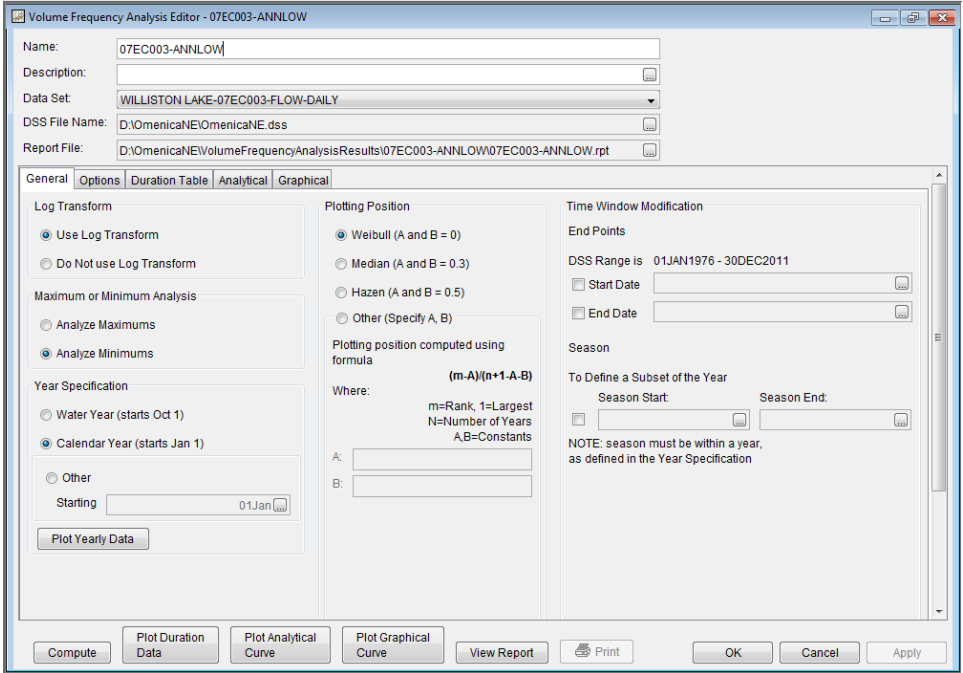 Volume Frequency Analysis Editor - 07EC003-ANNLOW
Name:
07EC003-ANNLOW
Description:
...
Data Set:
WILLISTON LAKE-07EC003-FLOW-DAILY
DSS File Name:
D:\OmenicaNE\OmenicaNE.dss
...
Report File:
D:\OmenicaNE\VolumeFrequencyAnalysisResults\07EC003-ANNLOW\07EC003-ANNLOW.rpt
...
General Options Duration Table Analytical Graphical
Log Transform
Use Log Transform
Do Not use Log Transform
Maximum or Minimum Analysis
Analyze Maximums
Analyze Minimums
Year Specification
Water Year (starts Oct 1)
Calendar Year (starts Jan 1)
Other
Starting
01Jan
...
Plot Yearly Data
Plotting Position
Weibull (A and B = 0)
Median (A and B = 0.3)
Hazen (A and B = 0.5)
Other (Specify A, B)
Plotting position computed using
formula
(m-A)/(n+1-A-B)
Where:
m=Rank, 1=Largest
N=Number of Years
A,B=Constants
A:
B:
Time Window Modification
End Points
DSS Range is 01JAN1976 - 30DEC2011
Start Date
...
End Date
...
Season
To Define a Subset of the Year
Season Start: Season End:
... ...
NOTE: season must be within a year,
as defined in the Year Specification
Compute
Plot Duration
Data
Plot Analytical
Curve
Plot Graphical
Curve
View Report
Print
OK
Cancel
Apply